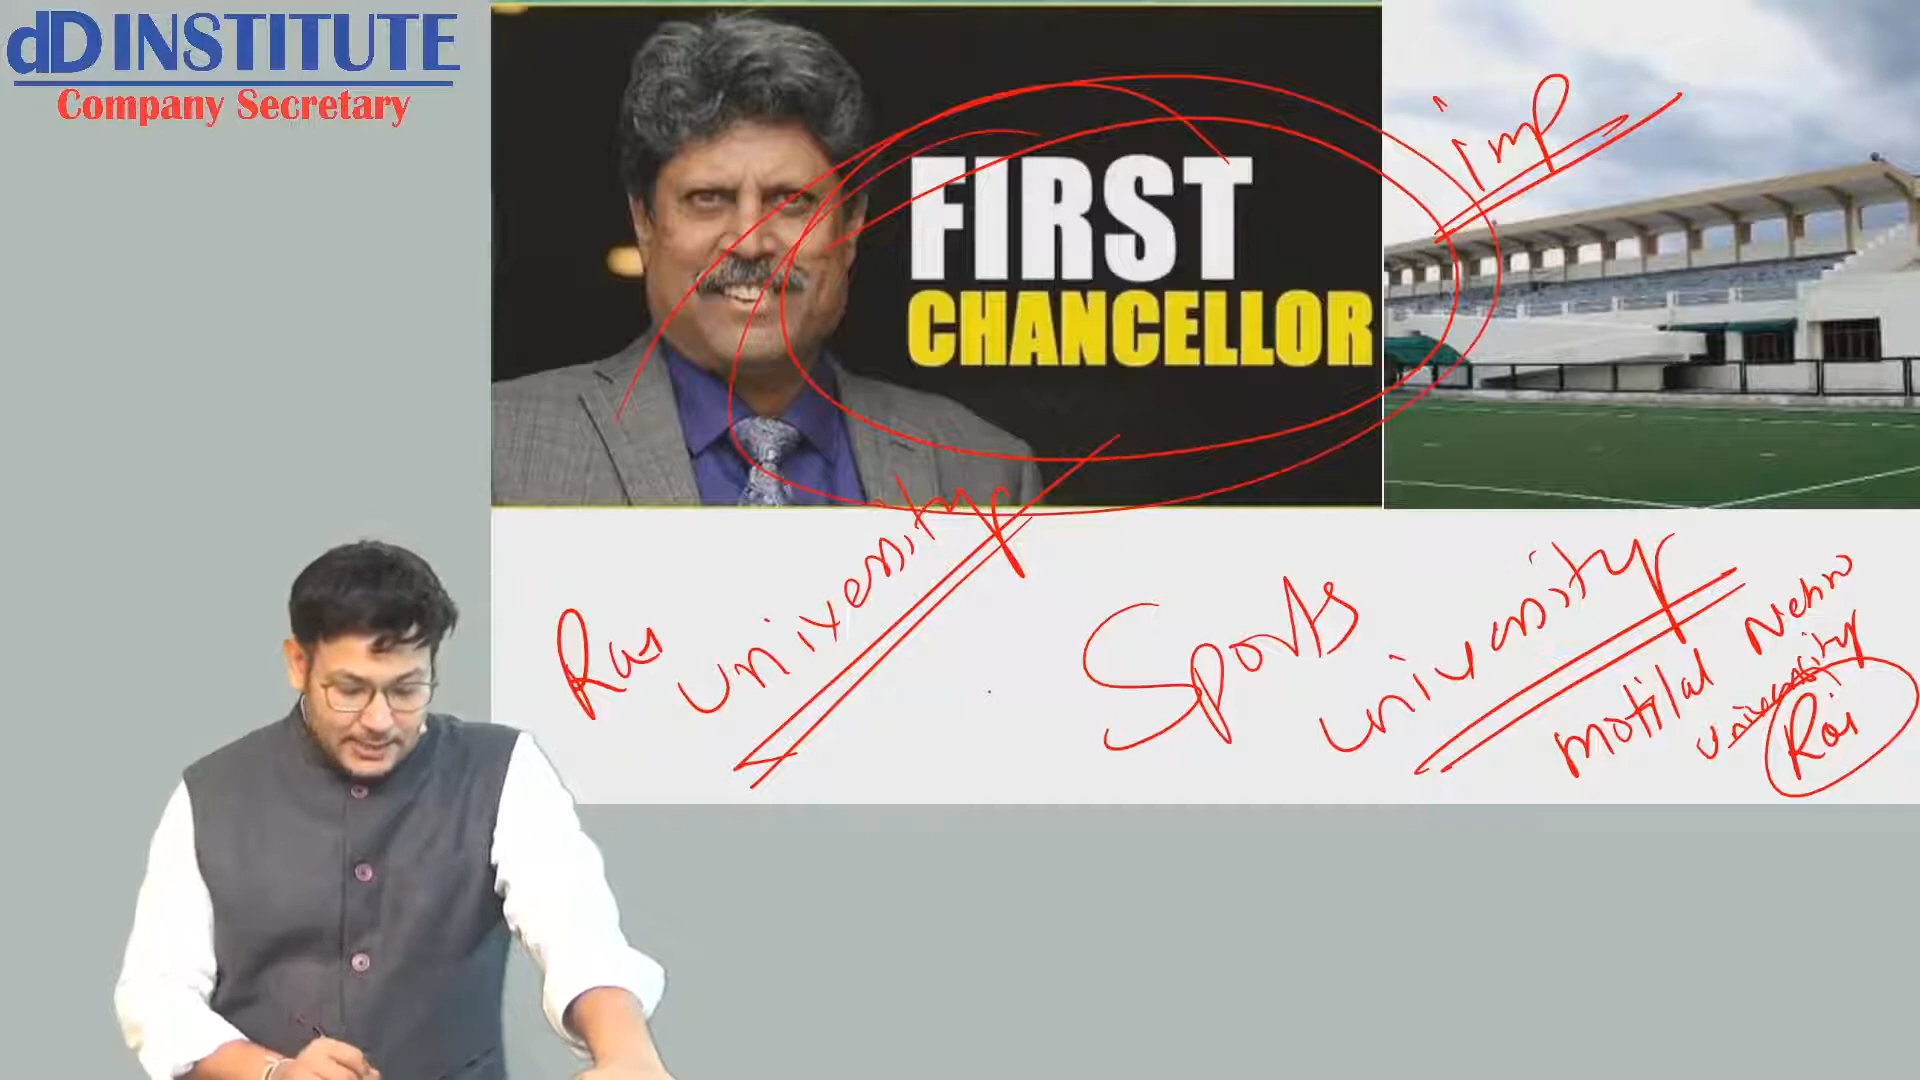 dD INSTITUTE
Company Secretary
FIRST
CHANCELLOR
imp
Rai
university
Sports
university
motilal Nehru
university
Rai